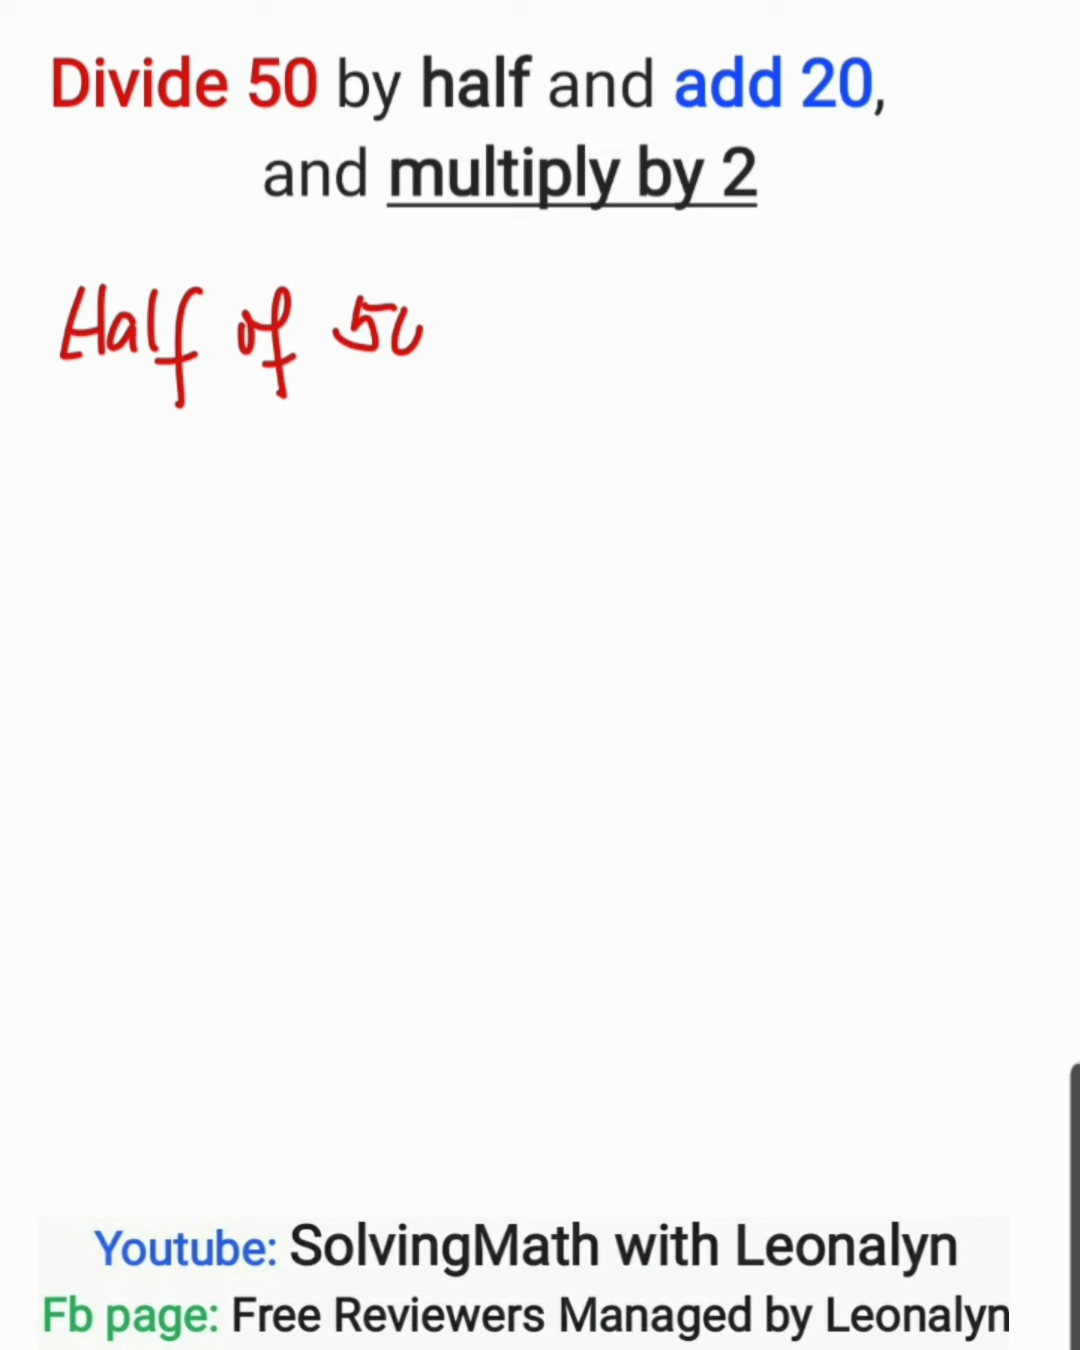 Divide 50 by half and add 20,
and multiply by 2
Half of 50
Youtube: SolvingMath with Leonalyn
Fb page: Free Reviewers Managed by Leonalyn